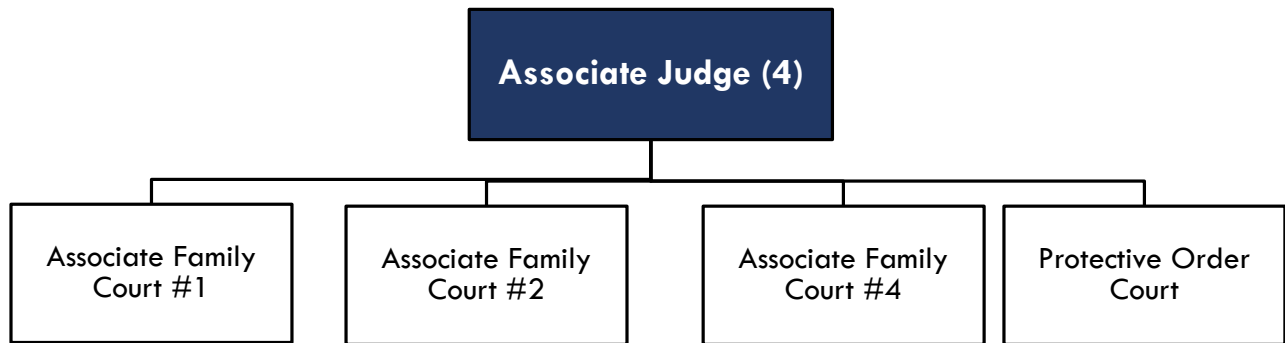 Associate Judge (4)
Associate Family
Court #1
Associate Family
Court #2
Associate Family
Court #4
Protective Order
Court